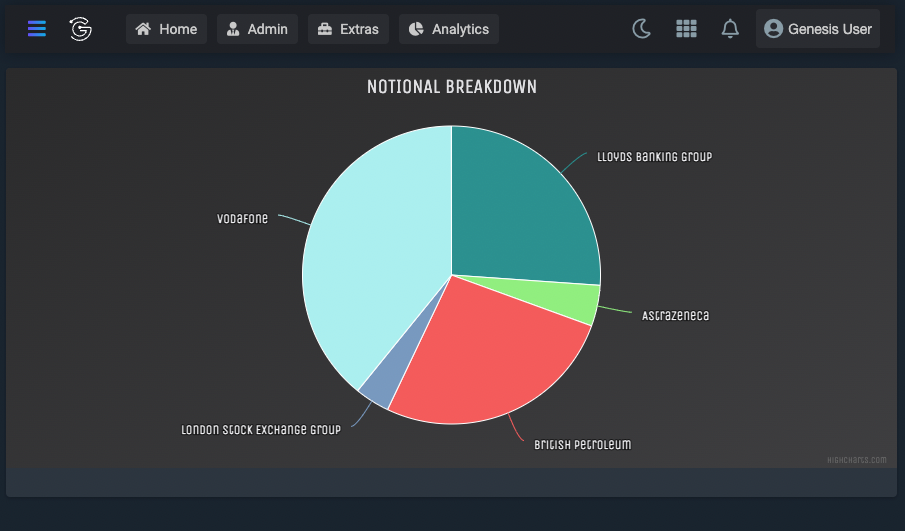 Home
Admin
Extras
Analytics
Genesis User
NOTIONAL BREAKDOWN
Lloyds Banking Group
Vodafone
Astrazeneca
London Stock Exchange Group
British Petroleum
Highcharts.com